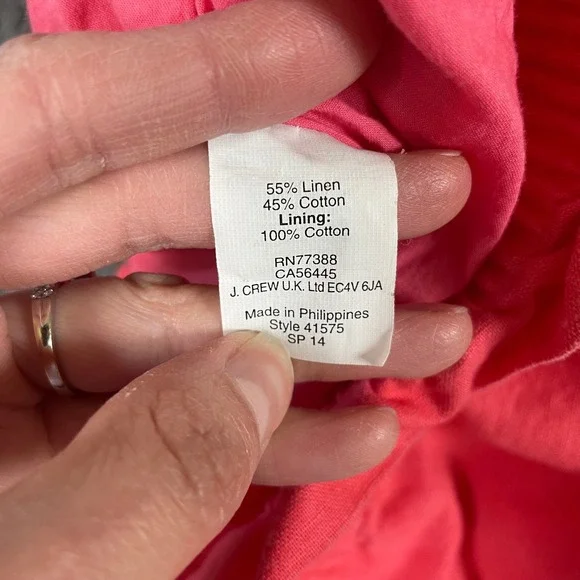 55% Linen
45% Cotton
Lining:
100% Cotton
RN77388
CA56445
J. CREW U.K. Ltd EC4V 6JA
Made in Philippines
Style 41575
SP 14